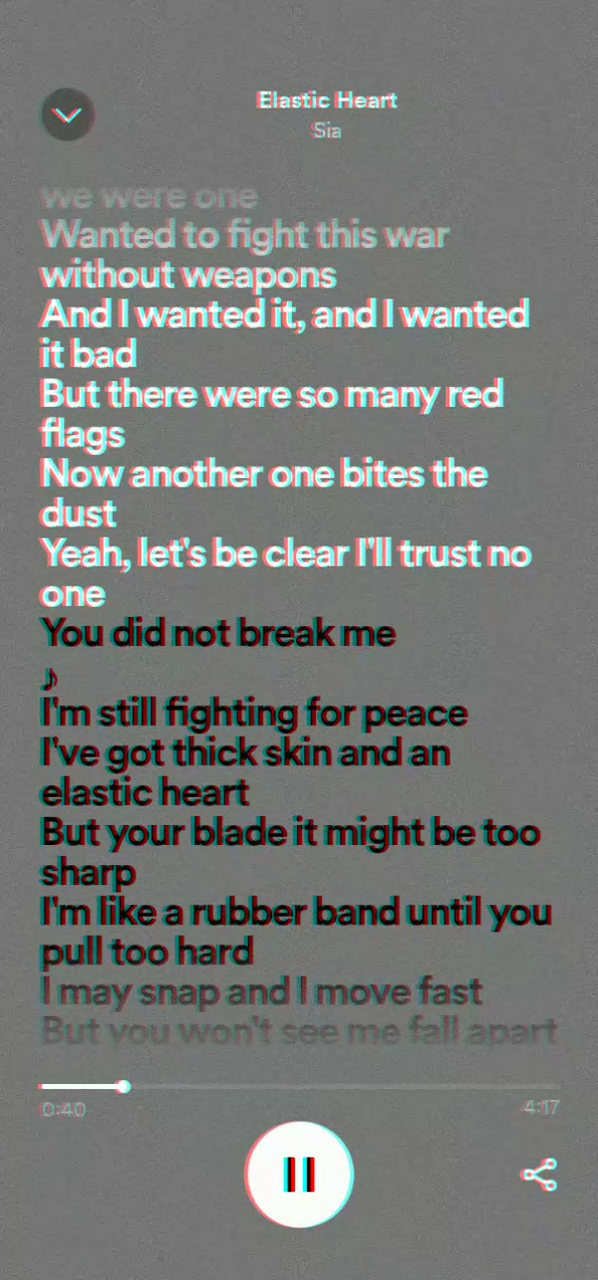 Elastic Heart
Sia
we were one
Wanted to fight this war
without weapons
And I wanted it, and I wanted
it bad
But there were so many red
flags
Now another one bites the
dust
Yeah, let's be clear I'll trust no
one
You did not break me
♪
I'm still fighting for peace
I've got thick skin and an
elastic heart
But your blade it might be too
sharp
I'm like a rubber band until you
pull too hard
I may snap and I move fast
But you won't see me fall apart
0:40
4:17